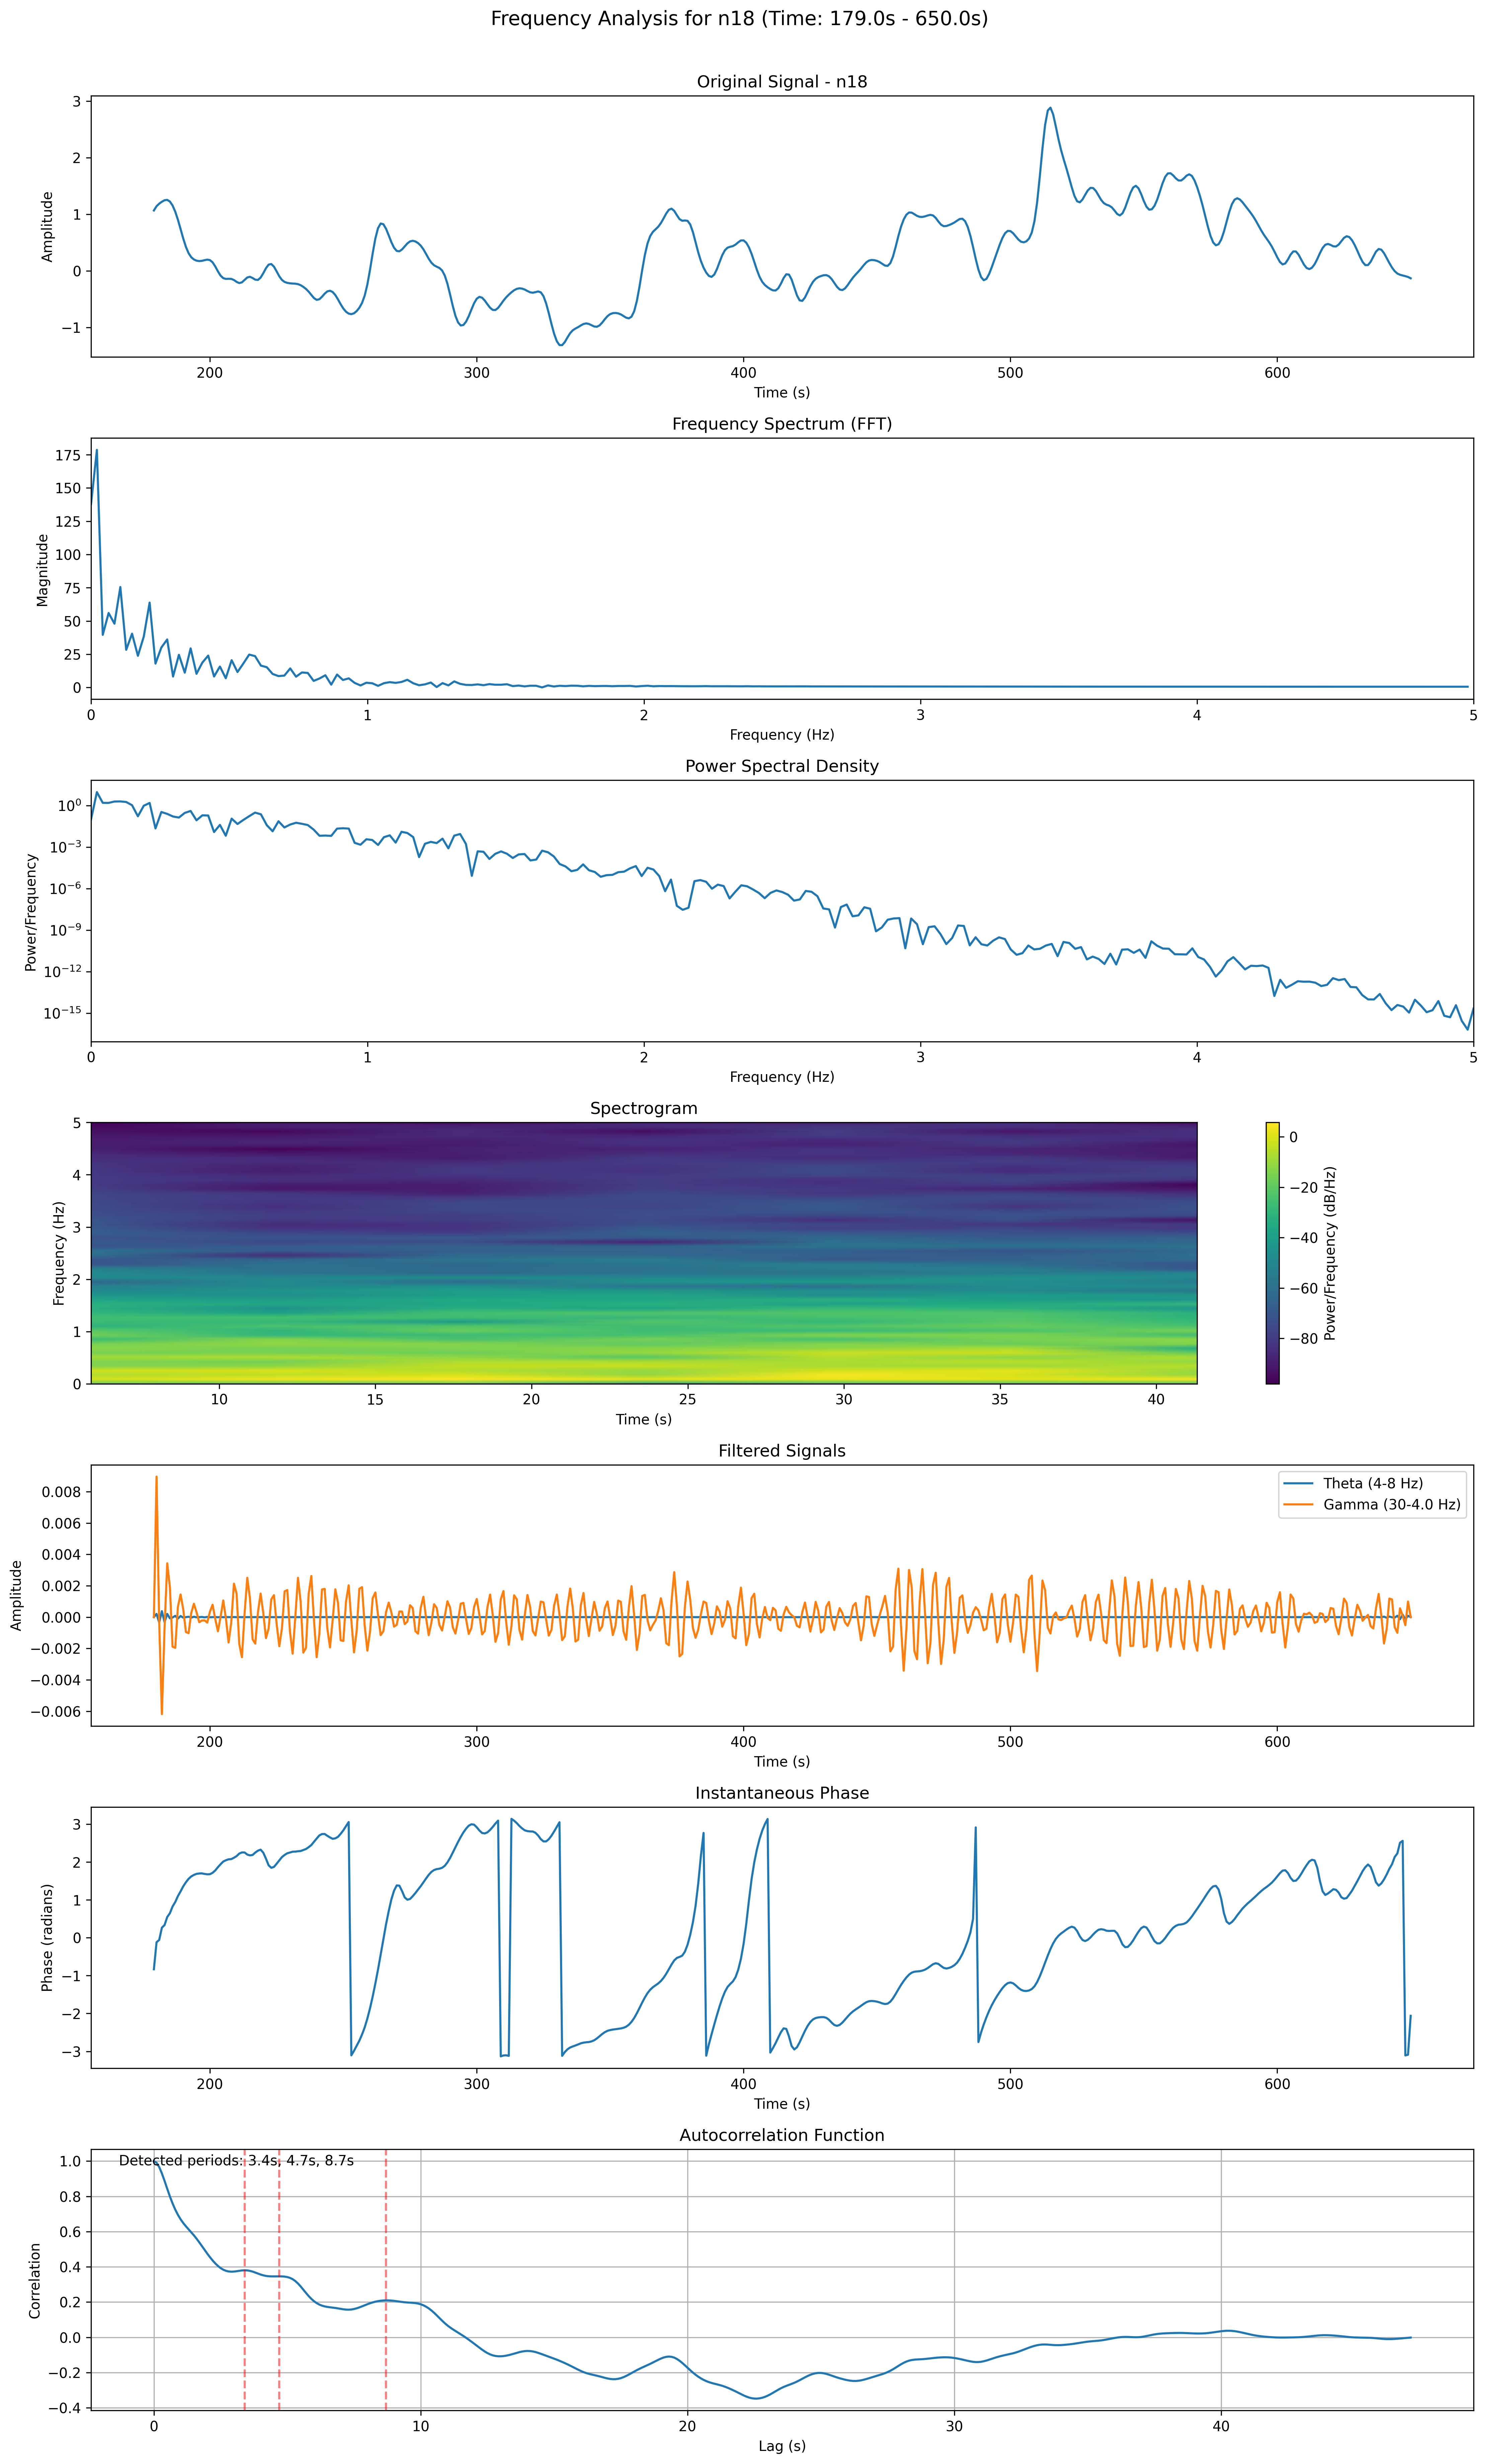 Frequency Analysis for n18 (Time: 179.0s - 650.0s)
Original Signal - n18
3
2
1
0
−1
Amplitude
200 300 400 500 600
Time (s)
Frequency Spectrum (FFT)
175
150
125
100
75
50
25
0
Magnitude
0 1 2 3 4 5
Frequency (Hz)
Power Spectral Density
10⁰
10⁻³
10⁻⁶
10⁻⁹
10⁻¹²
10⁻¹⁵
Power/Frequency
0 1 2 3 4 5
Frequency (Hz)
Spectrogram
5
4
3
2
1
0
Frequency (Hz)
10 15 20 25 30 35 40
Time (s)
0
−20
−40
−60
−80
Power/Frequency (dB/Hz)
Filtered Signals
Theta (4-8 Hz)
Gamma (30-4.0 Hz)
0.008
0.006
0.004
0.002
0.000
−0.002
−0.004
−0.006
Amplitude
200 300 400 500 600
Time (s)
Instantaneous Phase
3
2
1
0
−1
−2
−3
Phase (radians)
200 300 400 500 600
Time (s)
Autocorrelation Function
Detected periods: 3.4s, 4.7s, 8.7s
1.0
0.8
0.6
0.4
0.2
0.0
−0.2
−0.4
Correlation
0 10 20 30 40
Lag (s)